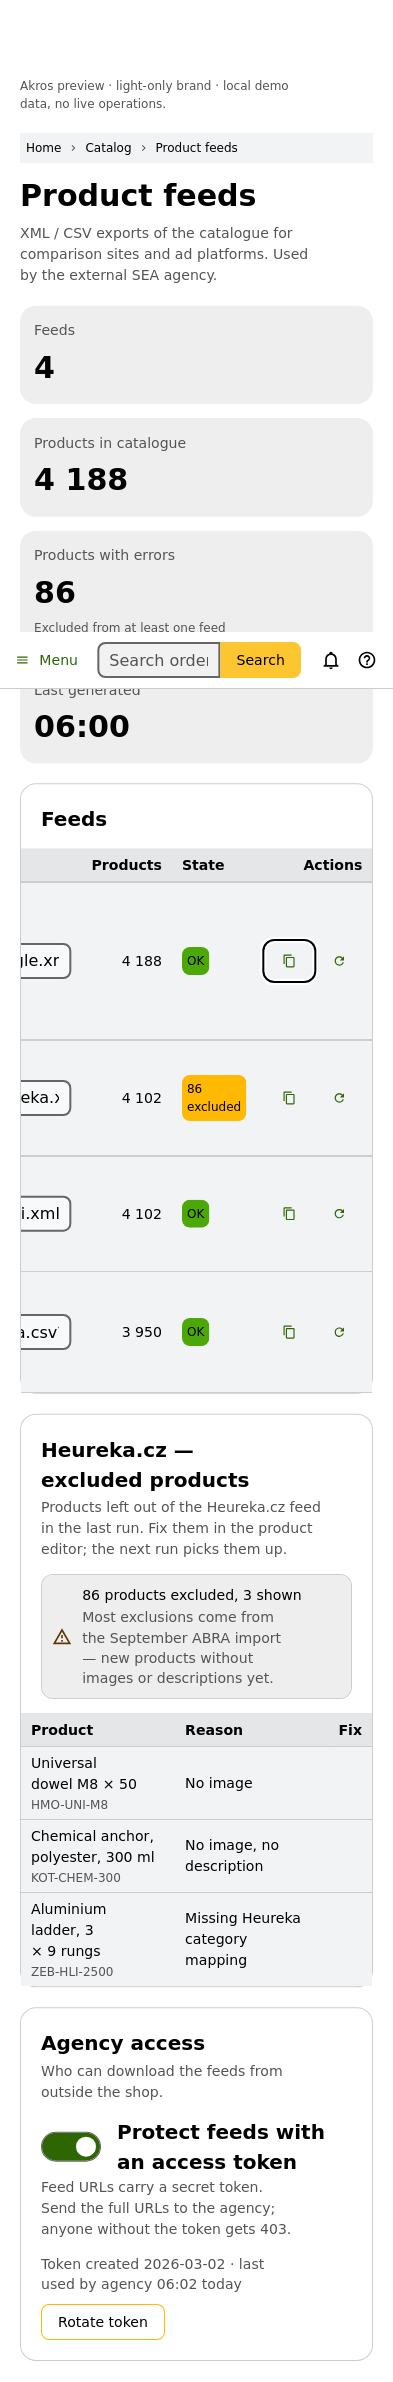 Akros preview · light-only brand · local demo
data, no live operations.
Home › Catalog › Product feeds
Product feeds
XML / CSV exports of the catalogue for
comparison sites and ad platforms. Used
by the external SEA agency.
Feeds
4
Products in catalogue
4 188
Products with errors
86
Excluded from at least one feed
Menu
Search
Last generated
06:00
Feeds
Products State Actions
4 188 OK
4 102 86
excluded
i.xml 4 102 OK
a.csv 3 950 OK
Heureka.cz —
excluded products
Products left out of the Heureka.cz feed
in the last run. Fix them in the product
editor; the next run picks them up.
86 products excluded, 3 shown
Most exclusions come from
the September ABRA import
— new products without
images or descriptions yet.
Product Reason Fix
Universal
dowel M8 × 50
HMO-UNI-M8
No image
Chemical anchor,
polyester, 300 ml
KOT-CHEM-300
No image, no
description
Aluminium
ladder, 3
× 9 rungs
ZEB-HLI-2500
Missing Heureka
category
mapping
Agency access
Who can download the feeds from
outside the shop.
Protect feeds with
an access token
Feed URLs carry a secret token.
Send the full URLs to the agency;
anyone without the token gets 403.
Token created 2026-03-02 · last
used by agency 06:02 today
Rotate token